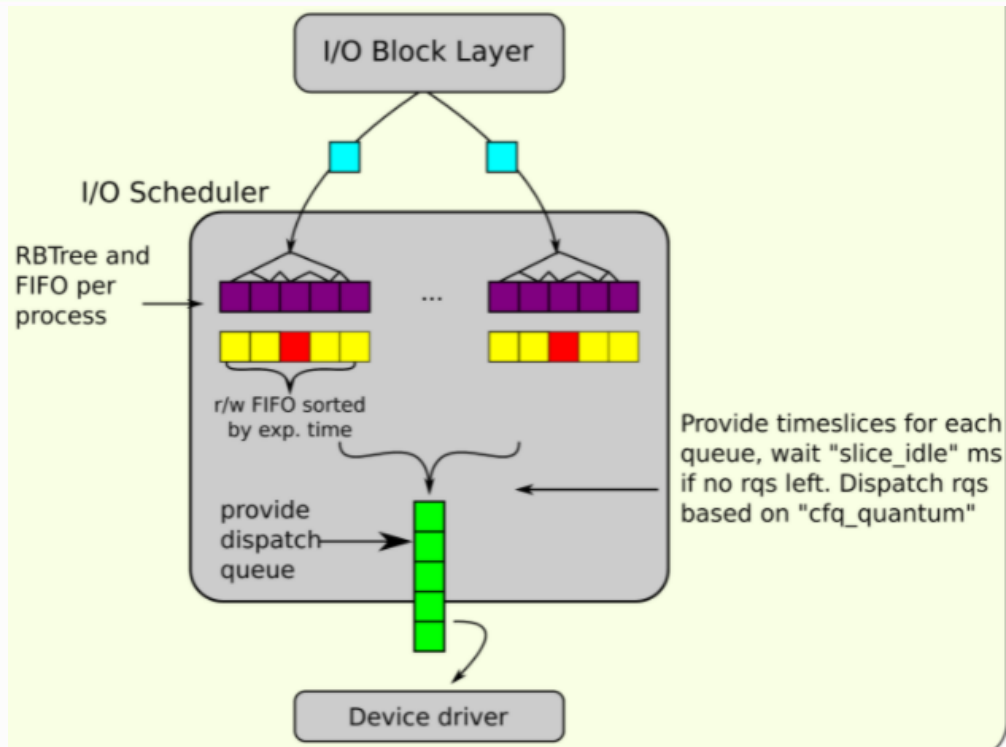 I/O Block Layer
I/O Scheduler
RBTree and
FIFO per
process
...
r/w FIFO sorted
by exp. time
Provide timeslices for each
queue, wait "slice_idle" ms
if no rqs left. Dispatch rqs
based on "cfq_quantum"
provide
dispatch
queue
Device driver